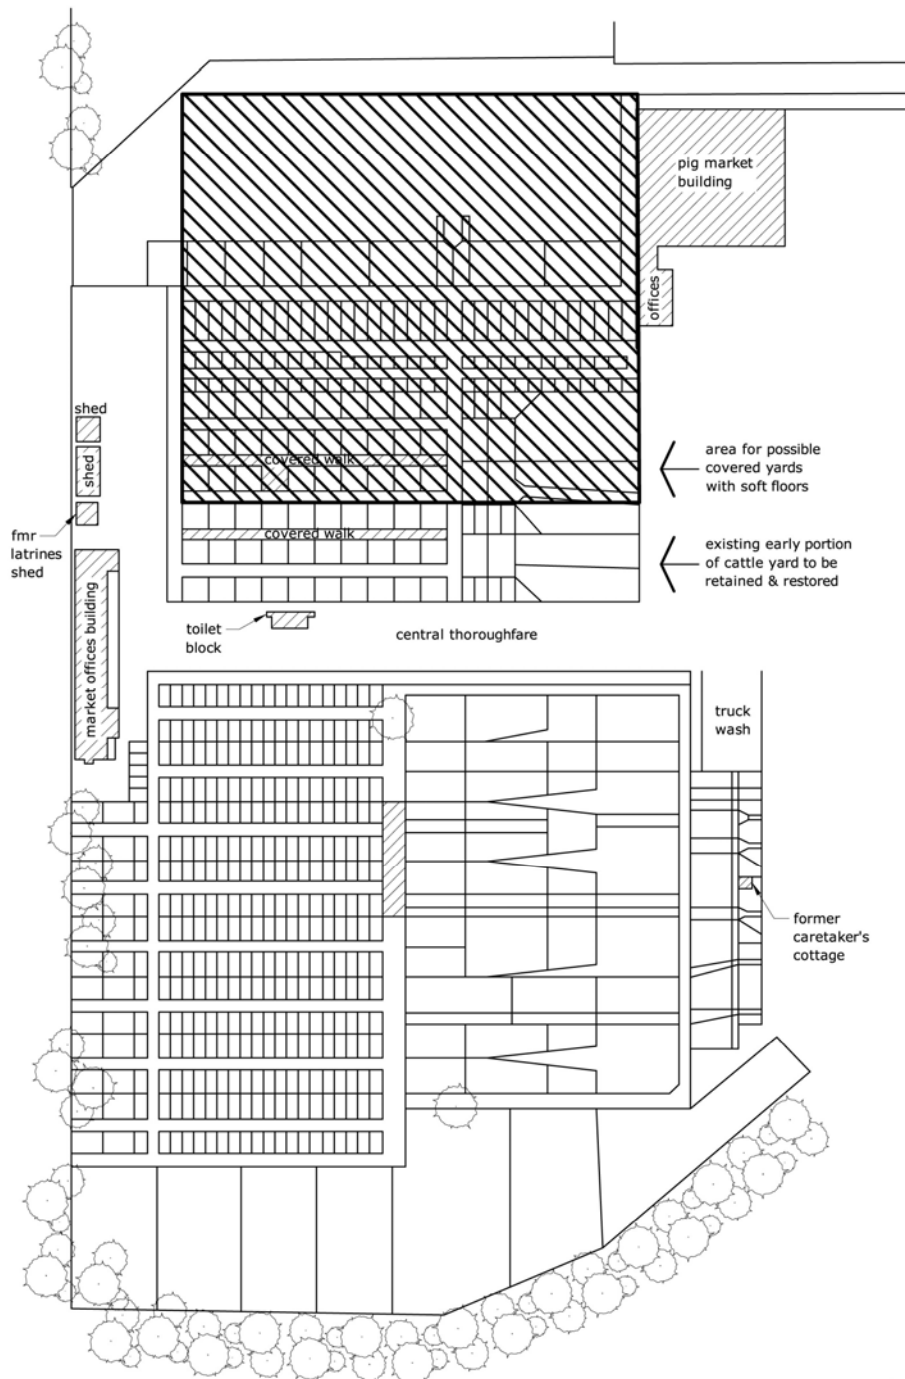 pig market
building
offices
shed
covered walk
area for possible
covered yards
with soft floors
shed
fmr
latrines
shed
covered walk
existing early portion
of cattle yard to be
retained & restored
market offices building
toilet
block
central thoroughfare
truck
wash
former
caretaker's
cottage